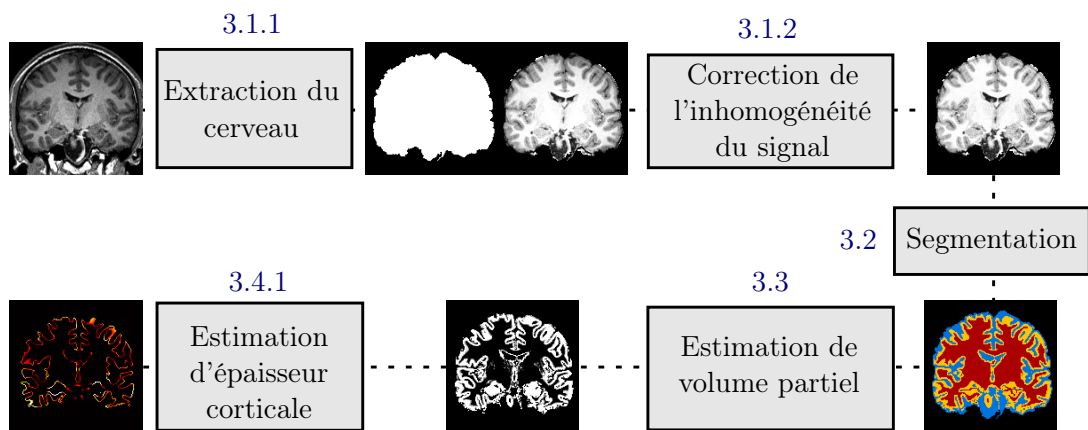 3.1.1
Extraction du
cerveau
3.1.2
Correction de
l'inhomogénéité
du signal
3.2
Segmentation
3.3
Estimation de
volume partiel
3.4.1
Estimation
d'épaisseur
corticale